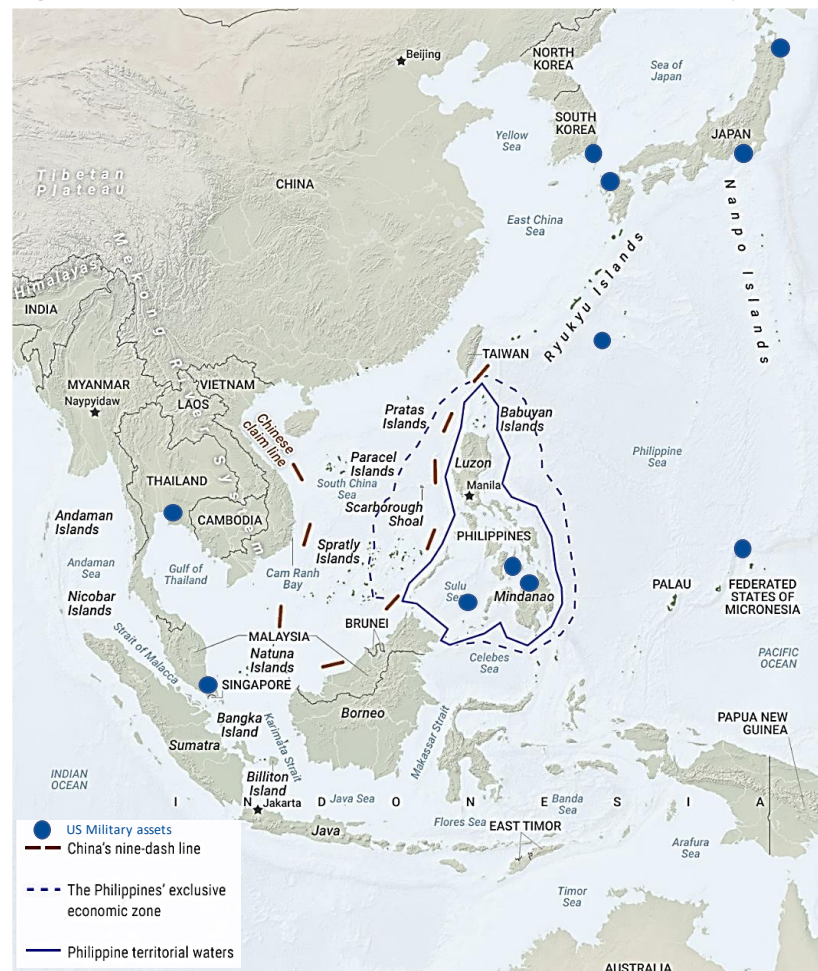 Beijing
NORTH
KOREA
Sea of
Japan
SOUTH
KOREA
JAPAN
Yellow
Sea
Tibetan
Plateau
CHINA
East China
Sea
Nanpo Islands
Ryukyu Islands
Himalayas
Mekong River System
INDIA
TAIWAN
MYANMAR
Naypyidaw
VIETNAM
LAOS
Chinese
claim line
Pratas
Islands
Babuyan
Islands
Paracel
Islands
Luzon
Philippine
Sea
THAILAND
South China
Sea
Manila
Scarborough
Shoal
Andaman
Islands
CAMBODIA
PHILIPPINES
Spratly
Islands
Andaman
Sea
Gulf of
Thailand
Cam Ranh
Bay
Sulu
Se
Mindanao
PALAU
FEDERATED
STATES OF
MICRONESIA
Nicobar
Islands
BRUNEI
Strait of Malacca
MALAYSIA
Natuna
Islands
Celebes
Sea
PACIFIC
OCEAN
SINGAPORE
Borneo
Bangka
Island
Karimata Strait
Makassar Strait
PAPUA NEW
GUINEA
Sumatra
INDIAN
OCEAN
Billiton
Island
INDONESIA
Jakarta
Java Sea
Banda
Sea
Flores Sea
EAST TIMOR
Java
Arafura
Sea
Timor
Sea
AUSTRALIA
US Military assets
China's nine-dash line
The Philippines' exclusive
economic zone
Philippine territorial waters